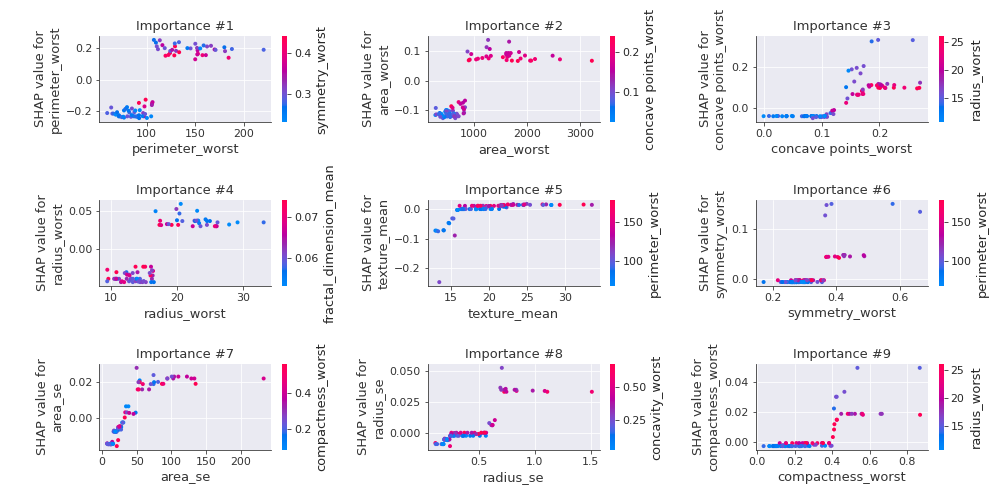 Importance #1
SHAP value for
perimeter_worst
0.2
0.0
−0.2
100
150
200
perimeter_worst
0.4
0.3
symmetry_worst
Importance #2
SHAP value for
area_worst
0.1
0.0
−0.1
1000
2000
3000
area_worst
0.2
0.1
concave points_worst
Importance #3
SHAP value for
concave points_worst
0.2
0.0
0.0
0.1
0.2
concave points_worst
25
20
15
radius_worst
Importance #4
SHAP value for
radius_worst
0.05
0.00
10
20
30
radius_worst
0.07
0.06
fractal_dimension_mean
Importance #5
SHAP value for
texture_mean
0.0
−0.1
−0.2
15
20
25
30
texture_mean
150
100
perimeter_worst
Importance #6
SHAP value for
symmetry_worst
0.1
0.0
0.2
0.4
0.6
symmetry_worst
150
100
perimeter_worst
Importance #7
SHAP value for
area_se
0.02
0.00
0
50
100
150
200
area_se
0.4
0.2
compactness_worst
Importance #8
SHAP value for
radius_se
0.050
0.025
0.000
0.5
1.0
1.5
radius_se
0.50
0.25
concavity_worst
Importance #9
SHAP value for
compactness_worst
0.04
0.02
0.00
0.0
0.2
0.4
0.6
0.8
compactness_worst
25
20
15
radius_worst